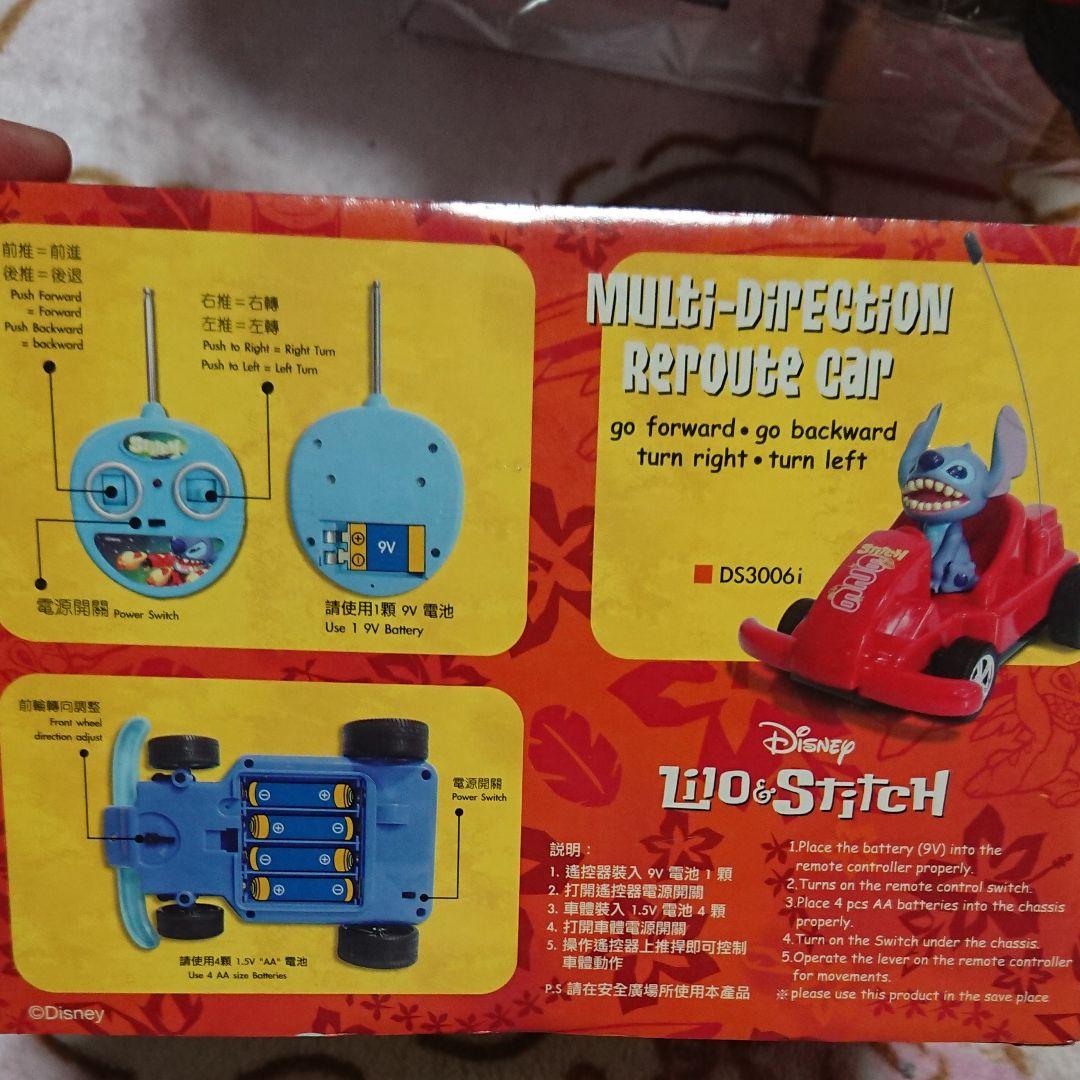 前推=前進
後推=後退
Push Forward
= Forward
Push Backward
= backward
右推=右轉
左推=左轉
Push to Right = Right Turn
Push to Left = Left Turn
9V
電源開關 Power Switch
請使用1顆 9V 電池
Use 1 9V Battery
Multi-Direction
Reroute Car
go forward • go backward
turn right • turn left
DS3006i
Stitch
前輪轉向調整
Front wheel
direction adjust
電源開關
Power Switch
請使用4顆 1.5V "AA" 電池
Use 4 AA size Batteries
©Disney
Disney
Lilo & Stitch
說明：
1. 遙控器裝入 9V 電池 1 顆
2. 打開遙控器電源開關
3. 車體裝入 1.5V 電池 4 顆
4. 打開車體電源開關
5. 操作遙控器上推捍即可控制
車體動作
P.S 請在安全廣場所使用本產品
1.Place the battery (9V) into the
remote controller properly.
2.Turns on the remote control switch.
3.Place 4 pcs AA batteries into the chassis
properly.
4.Turn on the Switch under the chassis.
5.Operate the lever on the remote controller
for movements.
※please use this product in the save place